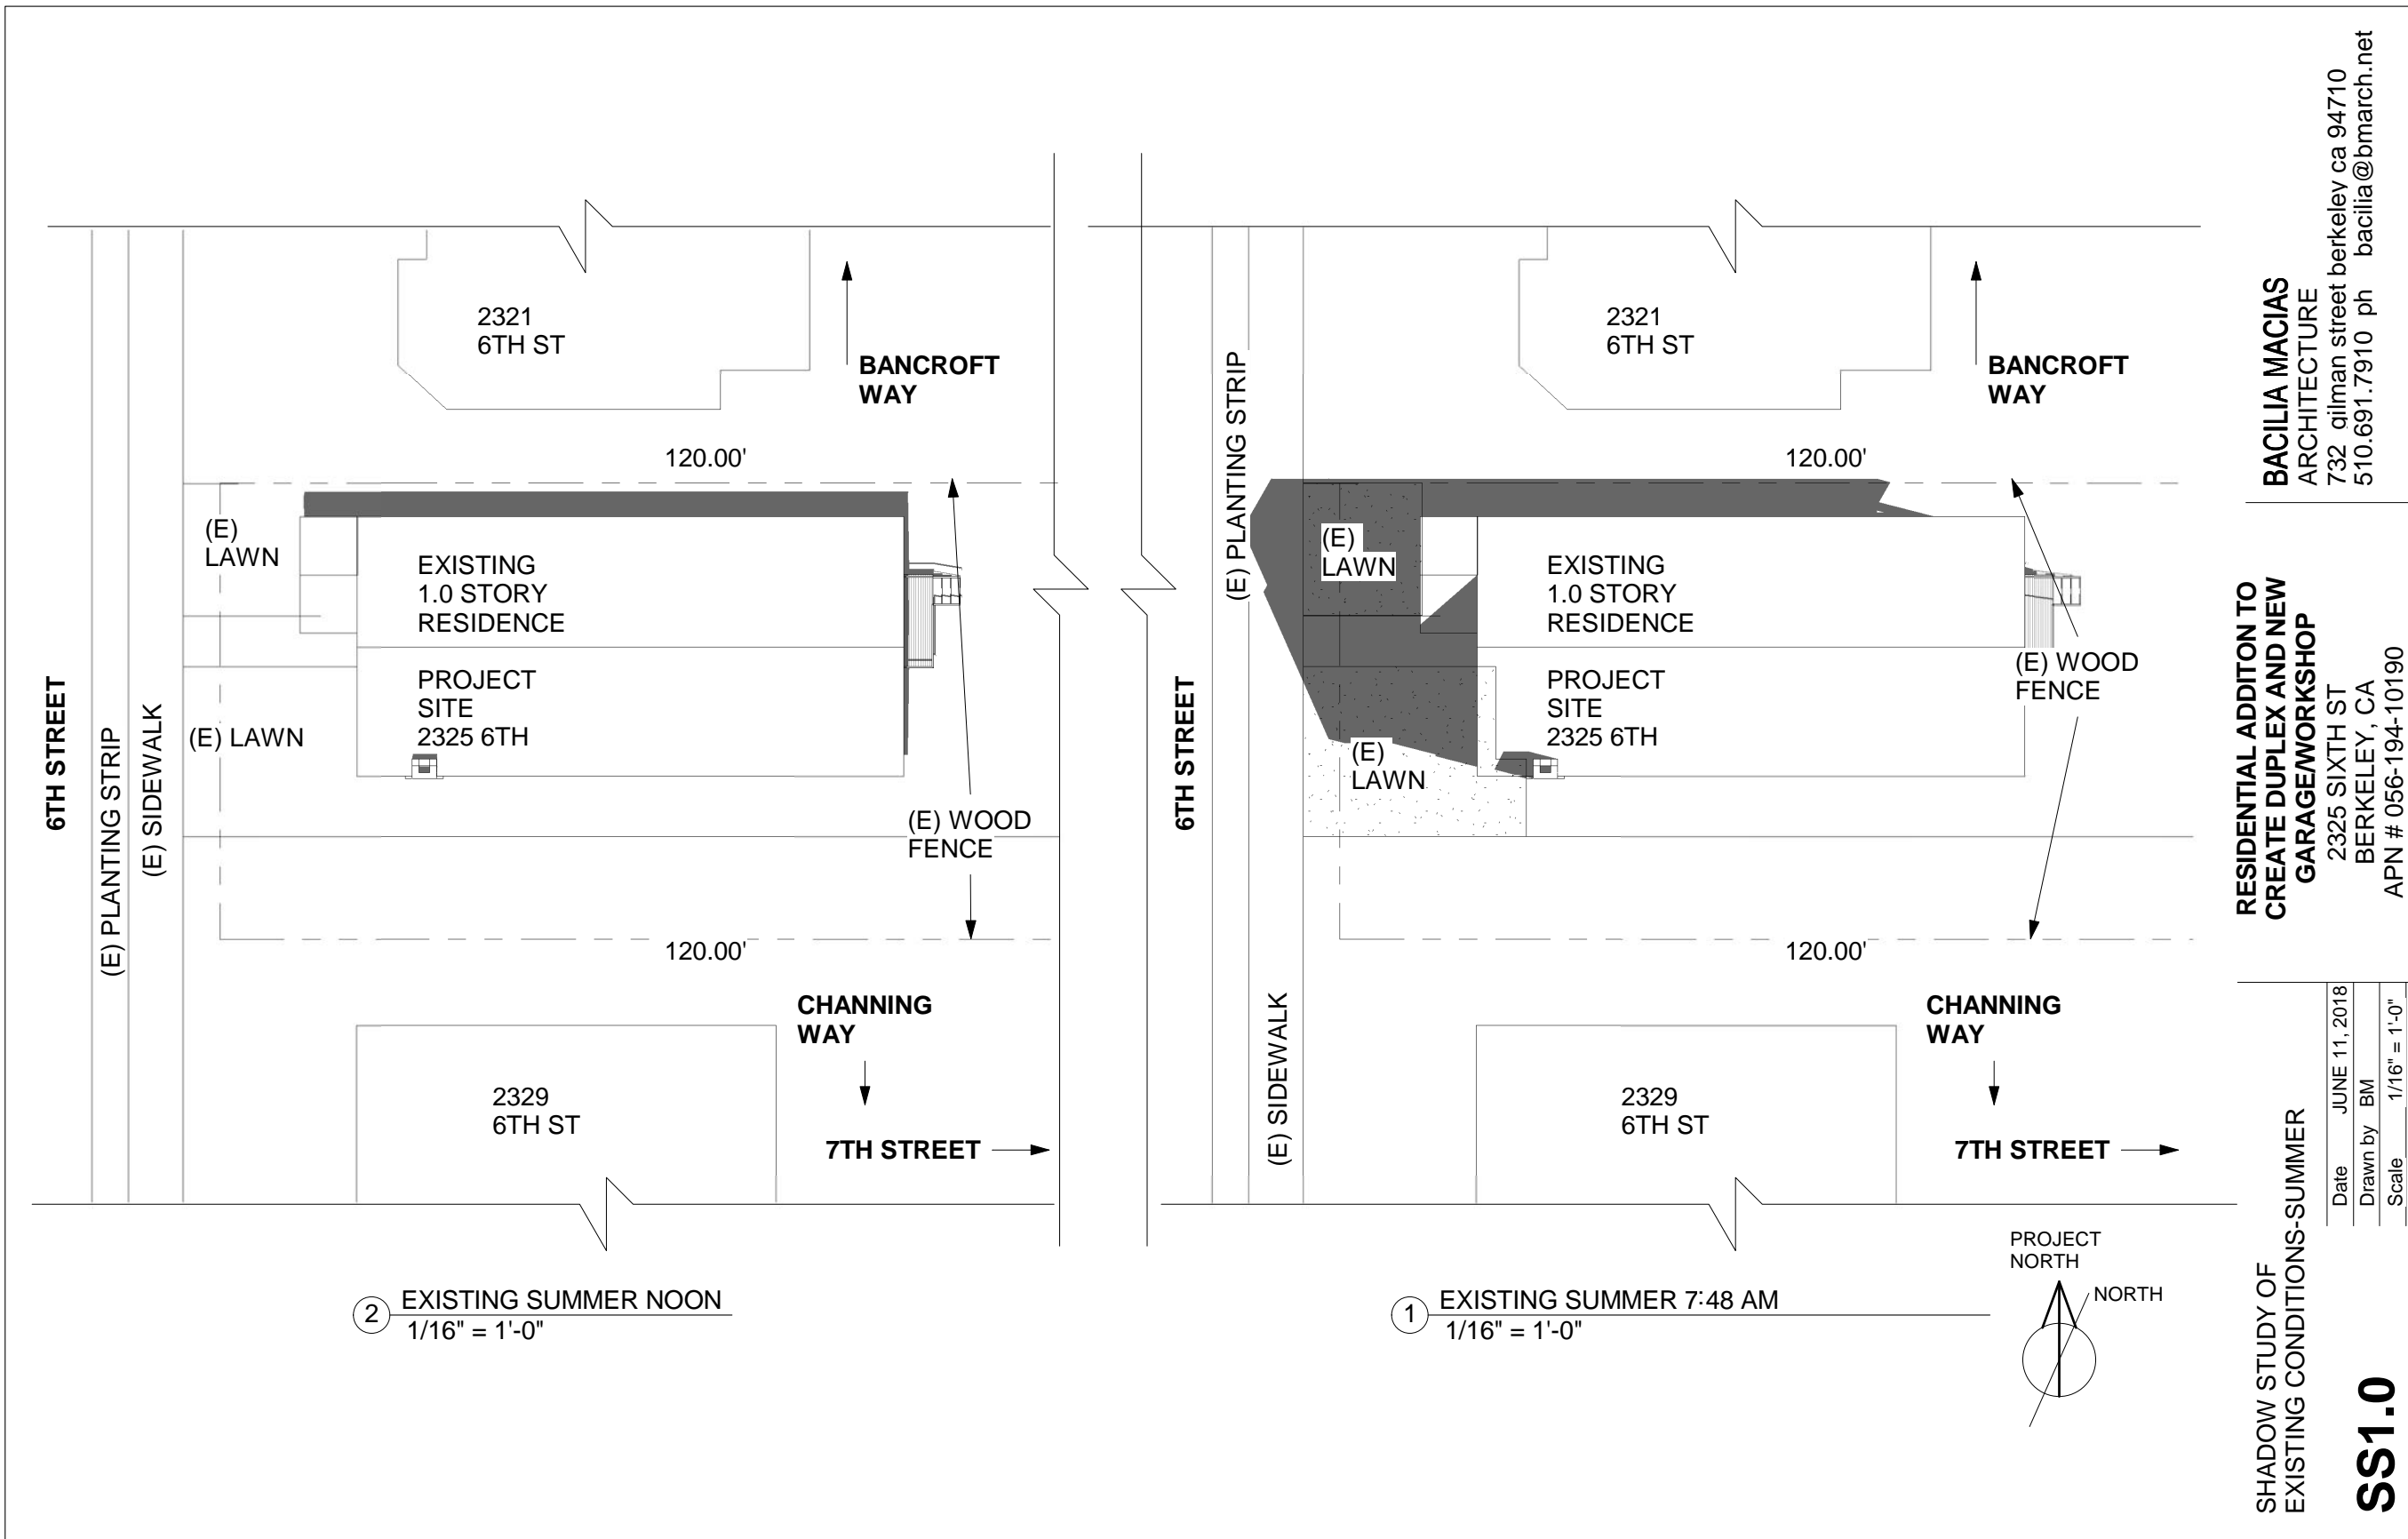 2321
6TH ST
BANCROFT
WAY
120.00'
(E)
LAWN
EXISTING
1.0 STORY
RESIDENCE
PROJECT
SITE
2325 6TH
(E) LAWN
6TH STREET
(E) PLANTING STRIP
(E) SIDEWALK
(E) WOOD
FENCE
120.00'
CHANNING
WAY
2329
6TH ST
7TH STREET
2
EXISTING SUMMER NOON
1/16" = 1'-0"
2321
6TH ST
BANCROFT
WAY
(E) PLANTING STRIP
120.00'
(E)
LAWN
EXISTING
1.0 STORY
RESIDENCE
PROJECT
SITE
2325 6TH
(E)
LAWN
6TH STREET
(E) SIDEWALK
(E) WOOD
FENCE
120.00'
CHANNING
WAY
2329
6TH ST
7TH STREET
1
EXISTING SUMMER 7:48 AM
1/16" = 1'-0"
PROJECT
NORTH
NORTH
BACILIA MACIAS
ARCHITECTURE
732 gilman street berkeley ca 94710
510.691.7910 ph bacilia@bmarch.net
RESIDENTIAL ADDITON TO
CREATE DUPLEX AND NEW
GARAGE/WORKSHOP
2325 SIXTH ST
BERKELEY, CA
APN # 056-194-10190
Date JUNE 11, 2018
Drawn by BM
Scale 1/16" = 1'-0"
SHADOW STUDY OF
EXISTING CONDITIONS-SUMMER
SS1.0